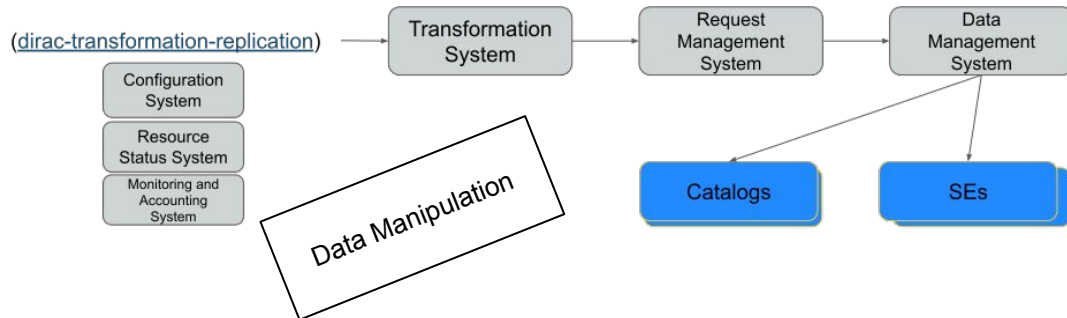 (dirac-transformation-replication)
Transformation
System
Request
Management
System
Data
Management
System
Configuration
System
Resource
Status System
Monitoring and
Accounting
System
Data Manipulation
Catalogs
SEs